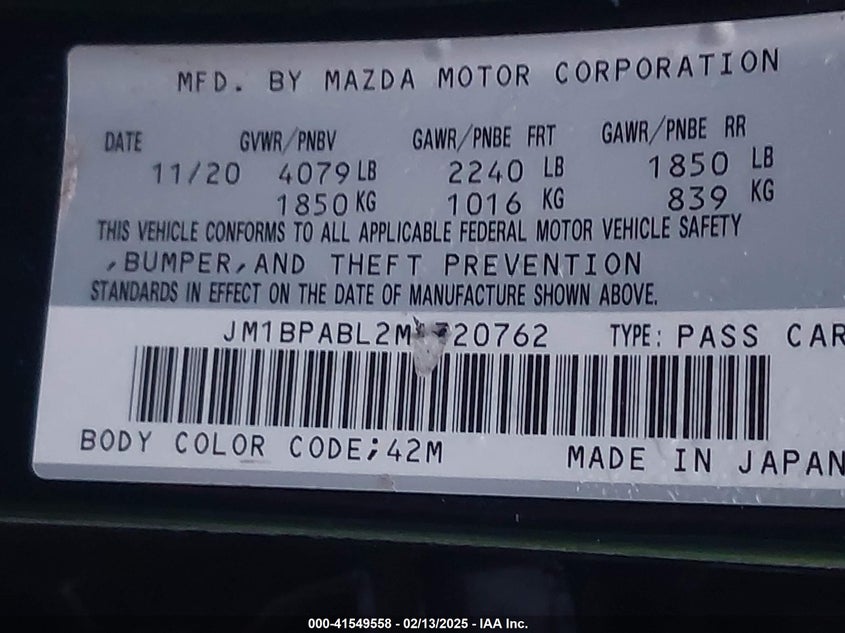 MFD. BY MAZDA MOTOR CORPORATION
DATE GVWR/PNBV GAWR/PNBE FRT GAWR/PNBE RR
11/20 4079 LB 2240 LB 1850 LB
1850 KG 1016 KG 839 KG
THIS VEHICLE CONFORMS TO ALL APPLICABLE FEDERAL MOTOR VEHICLE SAFETY
,BUMPER,AND THEFT PREVENTION
STANDARDS IN EFFECT ON THE DATE OF MANUFACTURE SHOWN ABOVE.
TYPE: PASS CAR
BODY COLOR CODE;42M MADE IN JAPAN
000-41549558 - 02/13/2025 - IAA Inc.